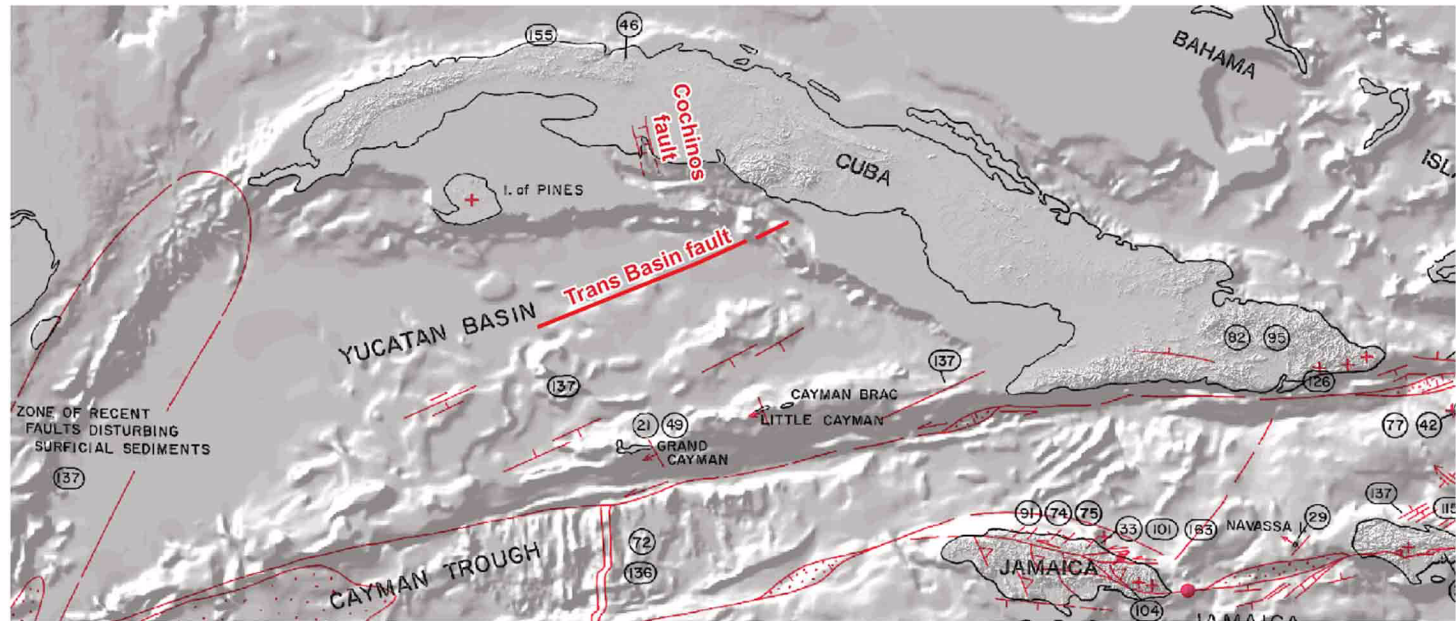 155
46
BAHAMA
Cochinos
fault
CUBA
I. of PINES
Trans Basin fault
YUCATAN BASIN
82
95
137
137
CAYMAN BRAC
126
LITTLE CAYMAN
ZONE OF RECENT
FAULTS DISTURBING
SURFICIAL SEDIMENTS
21
49
GRAND
CAYMAN
77
42
137
137
91
74
75
33
101
163
NAVASSA I.
29
72
136
CAYMAN TROUGH
JAMAICA
104